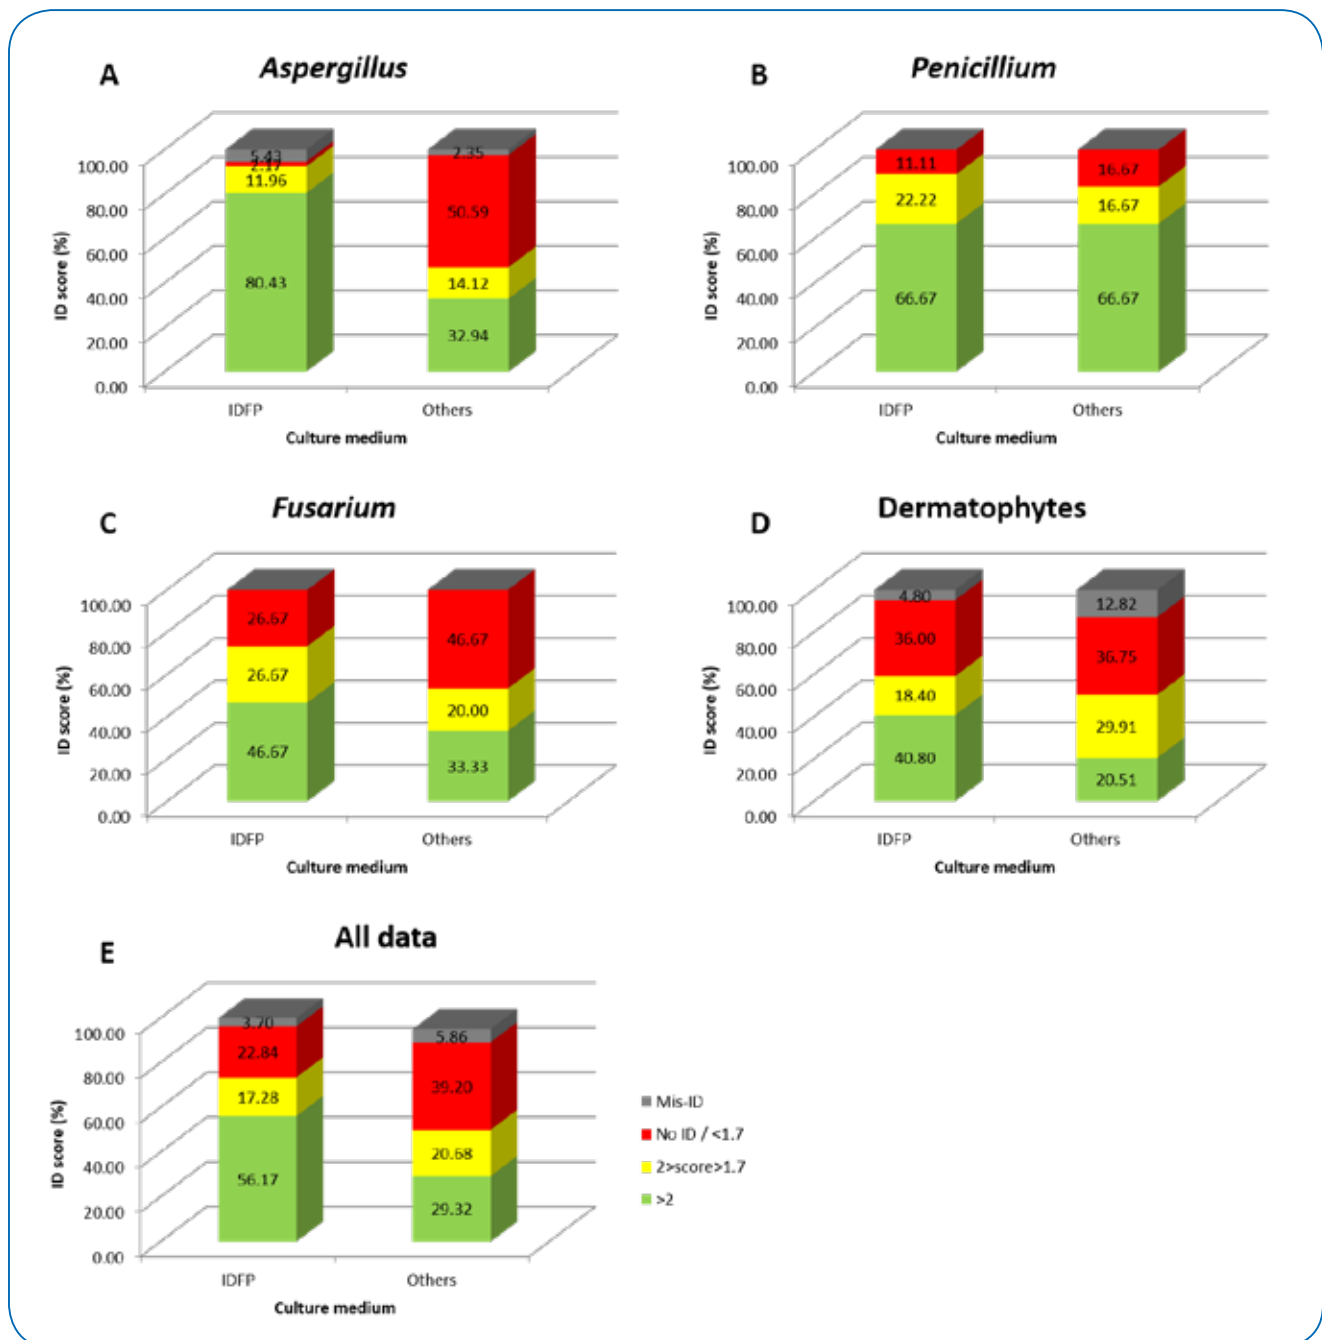 A
Aspergillus
ID score (%)
100.00
80.00
60.00
40.00
20.00
0.00
5.43
2.17
11.96
80.43
2.35
50.59
14.12
32.94
IDFP
Others
Culture medium
B
Penicillium
ID score (%)
100.00
80.00
60.00
40.00
20.00
0.00
11.11
22.22
66.67
16.67
16.67
66.67
IDFP
Others
Culture medium
C
Fusarium
ID score (%)
100.00
80.00
60.00
40.00
20.00
0.00
26.67
26.67
46.67
46.67
20.00
33.33
IDFP
Others
Culture medium
D
Dermatophytes
ID score (%)
100.00
80.00
60.00
40.00
20.00
0.00
4.80
36.00
18.40
40.80
12.82
36.75
29.91
20.51
IDFP
Others
Culture medium
E
All data
ID score (%)
100.00
80.00
60.00
40.00
20.00
0.00
3.70
22.84
17.28
56.17
5.86
39.20
20.68
29.32
IDFP
Others
Culture medium
Mis-ID
No ID / <1.7
2>score>1.7
>2